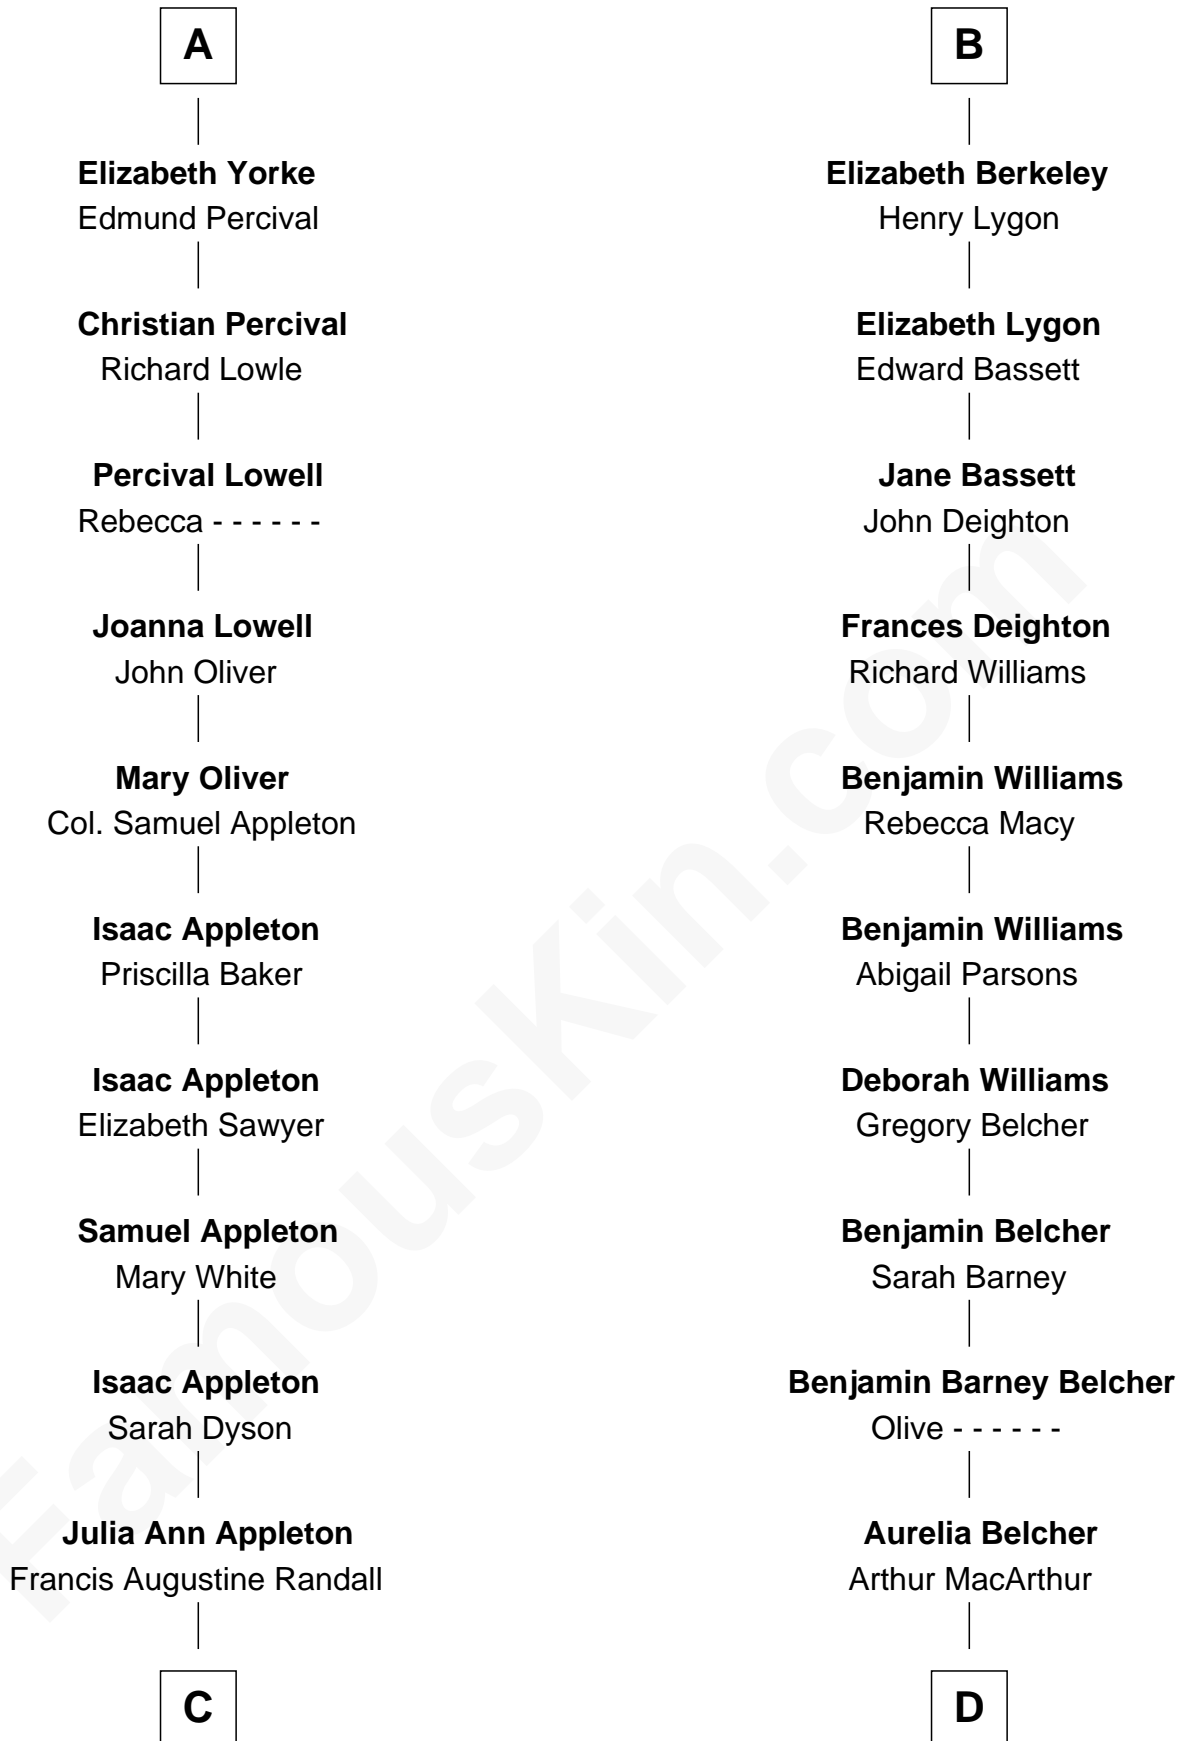 A
Elizabeth Yorke
Edmund Percival
Christian Percival
Richard Lowle
Percival Lowell
Rebecca - - - - - -
Joanna Lowell
John Oliver
Mary Oliver
Col. Samuel Appleton
Isaac Appleton
Priscilla Baker
Isaac Appleton
Elizabeth Sawyer
Samuel Appleton
Mary White
Isaac Appleton
Sarah Dyson
Julia Ann Appleton
Francis Augustine Randall
C
B
Elizabeth Berkeley
Henry Lygon
Elizabeth Lygon
Edward Bassett
Jane Bassett
John Deighton
Frances Deighton
Richard Williams
Benjamin Williams
Rebecca Macy
Benjamin Williams
Abigail Parsons
Deborah Williams
Gregory Belcher
Benjamin Belcher
Sarah Barney
Benjamin Barney Belcher
Olive - - - - - -
Aurelia Belcher
Arthur MacArthur
D
FamousKin.com